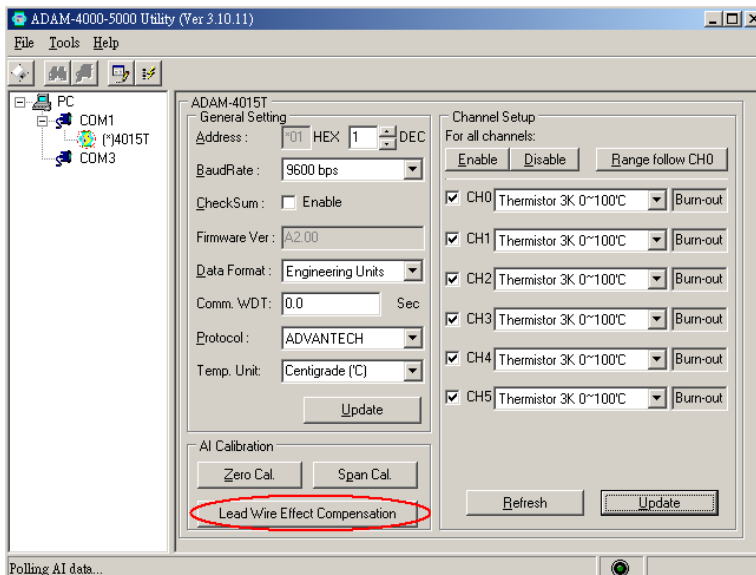 ADAM-4000-5000 Utility (Ver 3.10.11)
File Tools Help
PC
COM1
(*)4015T
COM3
ADAM-4015T
General Setting
Address : *01 HEX 1 DEC
BaudRate : 9600 bps
CheckSum : Enable
Firmware Ver : A2.00
Data Format : Engineering Units
Comm. WDT: 0.0 Sec
Protocol : ADVANTECH
Temp. Unit: Centigrade ('C)
Update
AI Calibration
Zero Cal. Span Cal.
Lead Wire Effect Compensation
Channel Setup
For all channels:
Enable Disable Range follow CH0
CH0 Thermistor 3K 0~100'C Burn-out
CH1 Thermistor 3K 0~100'C Burn-out
CH2 Thermistor 3K 0~100'C Burn-out
CH3 Thermistor 3K 0~100'C Burn-out
CH4 Thermistor 3K 0~100'C Burn-out
CH5 Thermistor 3K 0~100'C Burn-out
Refresh Update
Polling AI data...